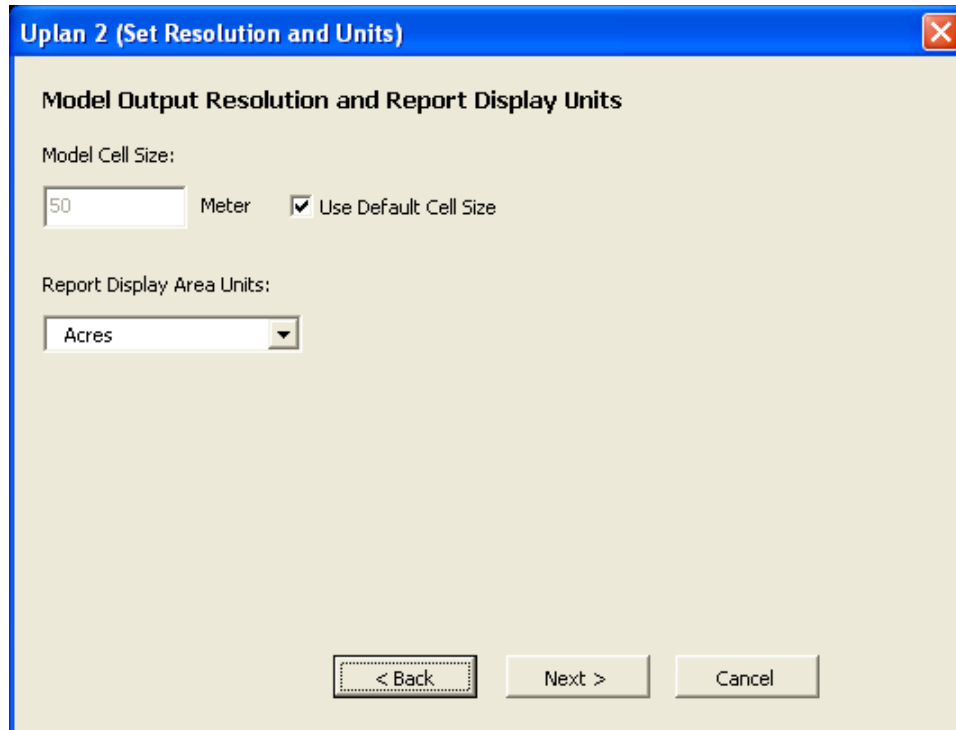 Uplan 2 (Set Resolution and Units)
Model Output Resolution and Report Display Units
Model Cell Size:
50 Meter Use Default Cell Size
Report Display Area Units:
Acres
< Back Next > Cancel